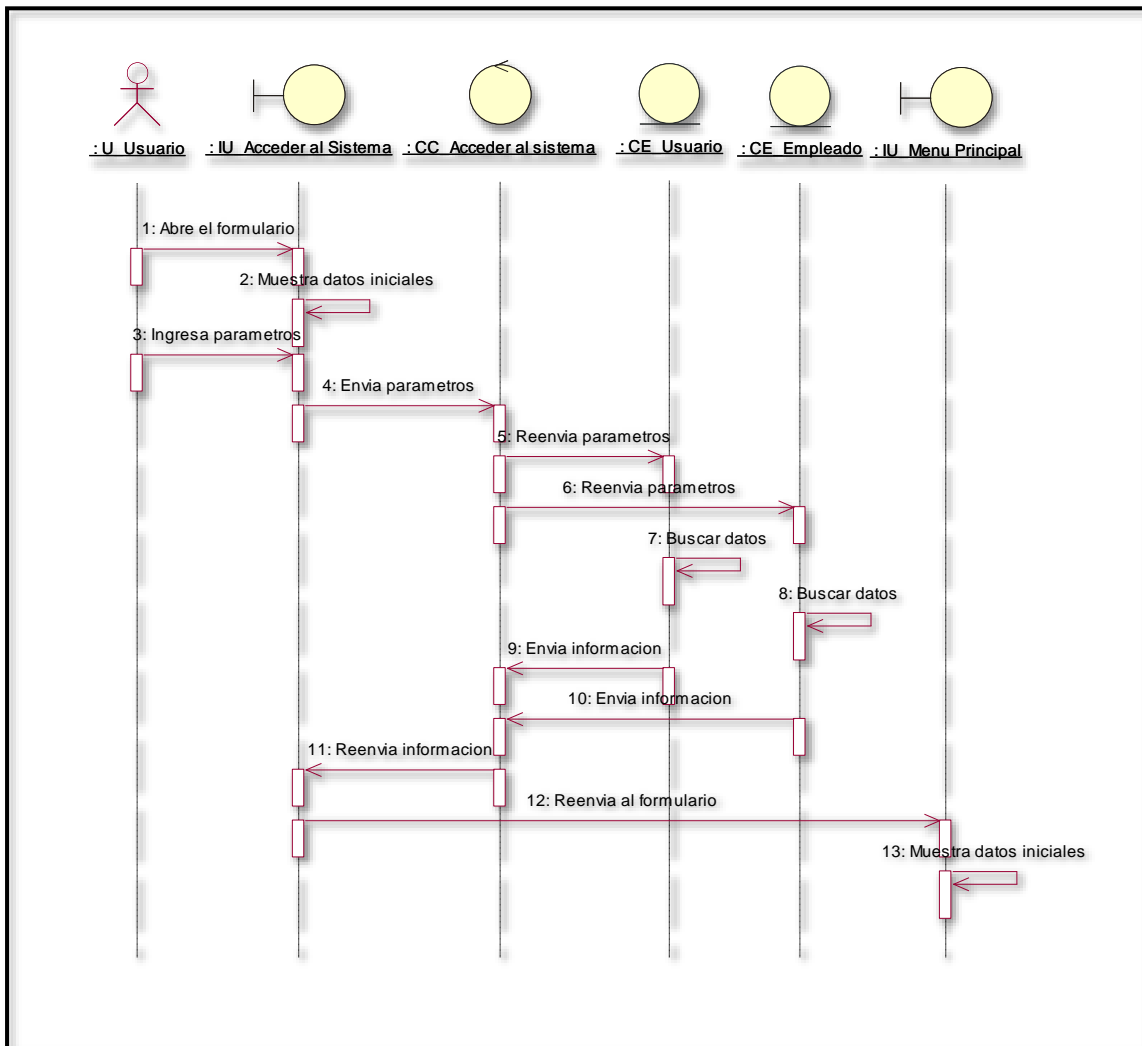 : U_Usuario
: IU_Acceder al Sistema
: CC_Acceder al sistema
: CE_Usuario
: CE_Empleado
: IU_Menu Principal
1: Abre el formulario
2: Muestra datos iniciales
3: Ingresa parametros
4: Envia parametros
5: Reenvia parametros
6: Reenvia parametros
7: Buscar datos
8: Buscar datos
9: Envia informacion
10: Envia informacion
11: Reenvia informacion
12: Reenvia al formulario
13: Muestra datos iniciales